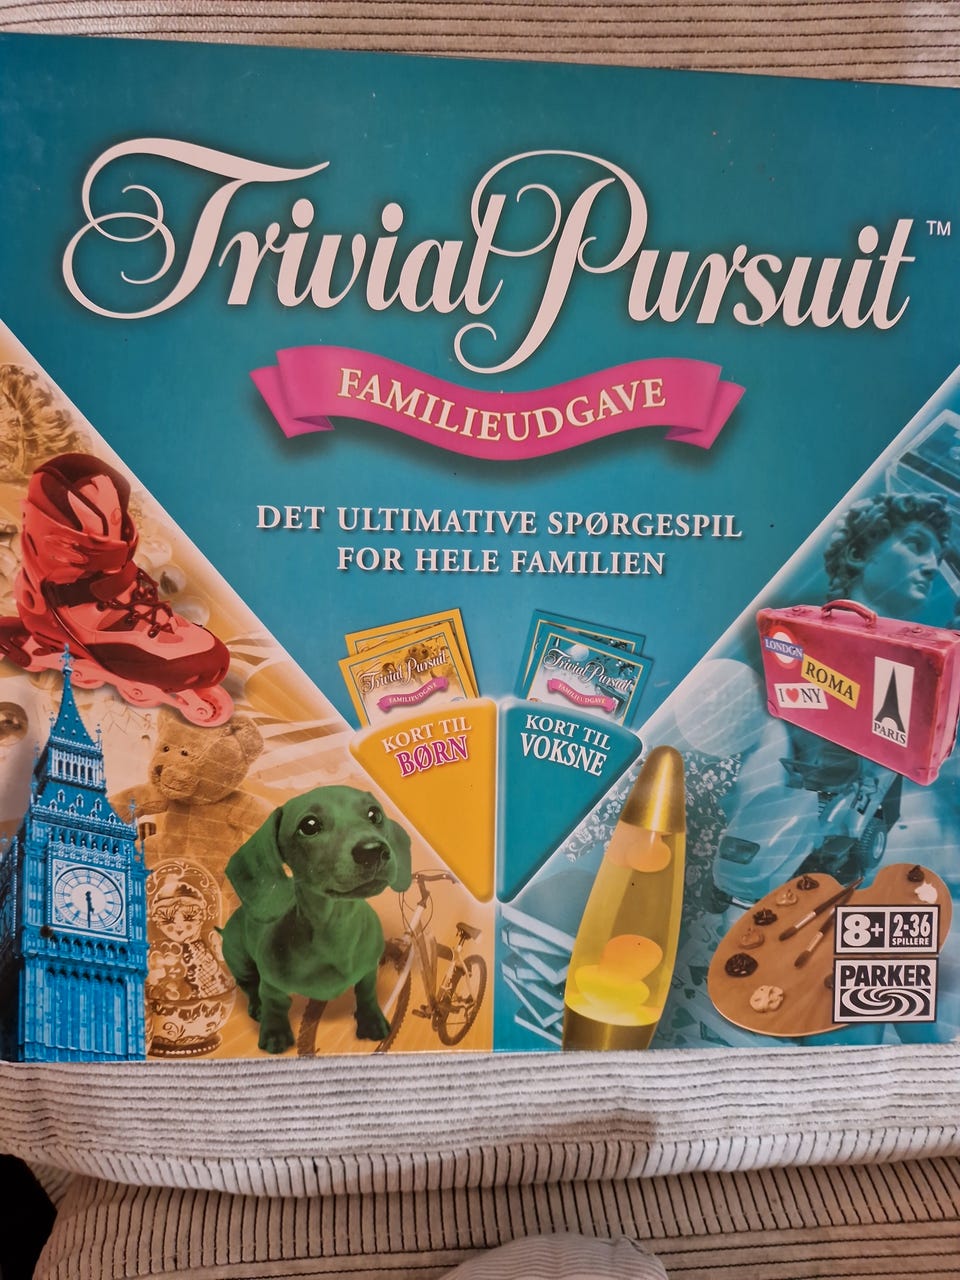 Trivial Pursuit™
FAMILIEUDGAVE
DET ULTIMATIVE SPØRGESPIL
FOR HELE FAMILIEN
Trivial Pursuit
FAMILIEUDGAVE
KORT TIL
BØRN
Trivial Pursuit
FAMILIEUDGAVE
KORT TIL
VOKSNE
LONDON
ROMA
I ♥ NY
PARIS
8+
2-36
SPILLERE
PARKER